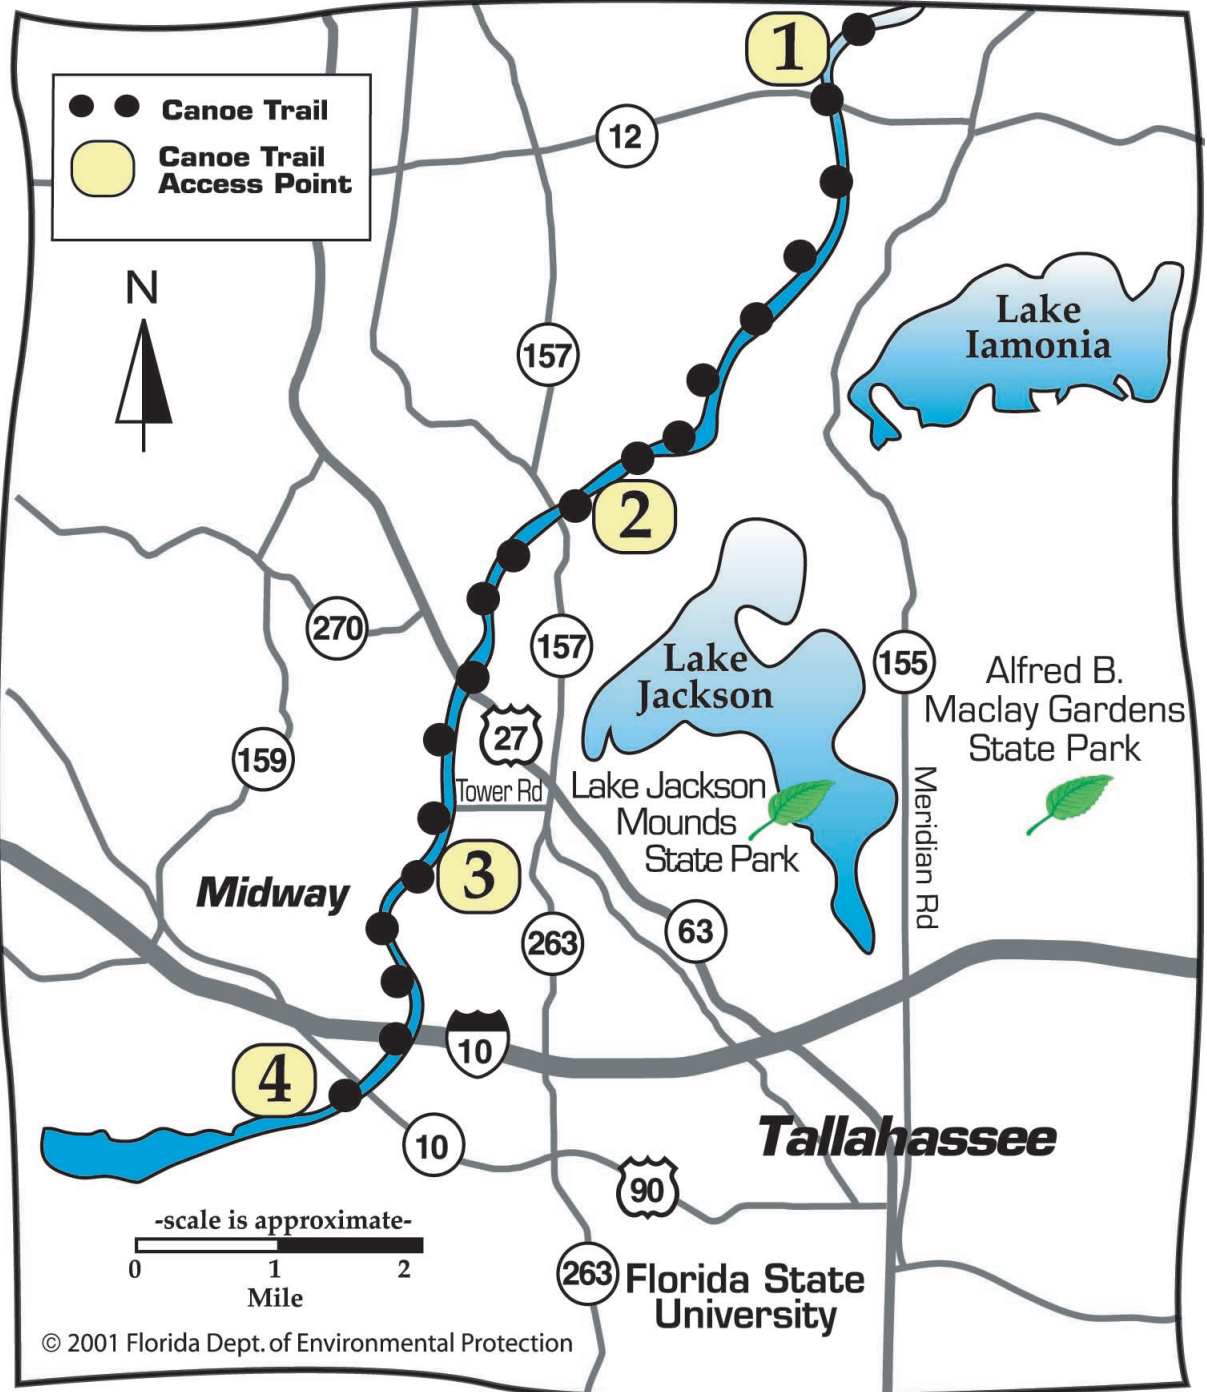 1
Canoe Trail
Canoe Trail
Access Point
12
N
Lake
Iamonia
157
2
270
157
Lake
Jackson
155
Alfred B.
Maclay Gardens
State Park
27
159
Tower Rd
Lake Jackson
Mounds
State Park
Meridian Rd
Midway
3
263
63
10
4
10
Tallahassee
90
-scale is approximate-
0 1 2
Mile
263
Florida State
University
© 2001 Florida Dept. of Environmental Protection